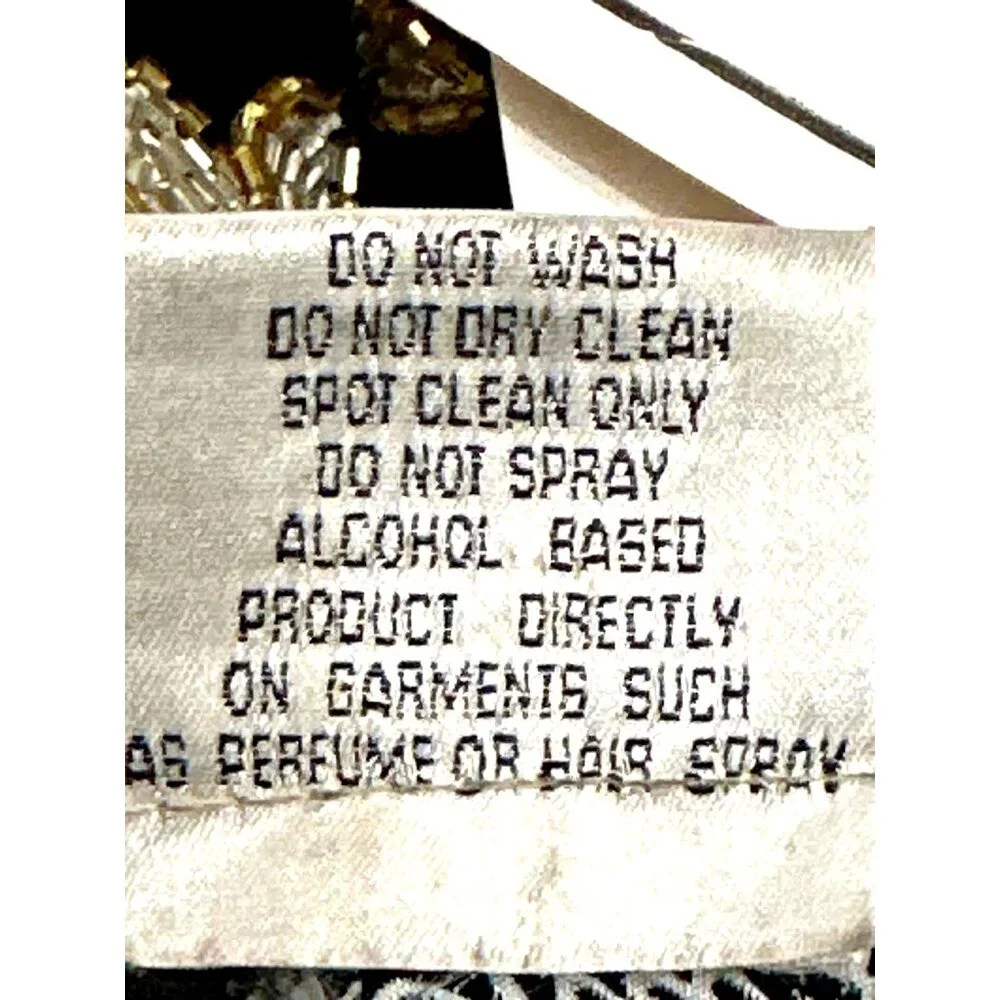 DO NOT WASH
DO NOT DRY CLEAN
SPOT CLEAN ONLY
DO NOT SPRAY
ALCOHOL BASED
PRODUCT DIRECTLY
ON GARMENTS SUCH
AS PERFUME OR HAIR SPRAY